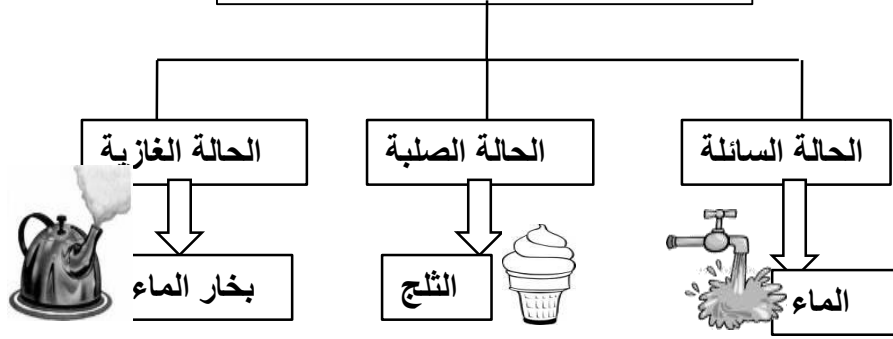 الحالة السائلة
الحالة الصلبة
الحالة الغازية
الماء
الثلج
بخار الماء